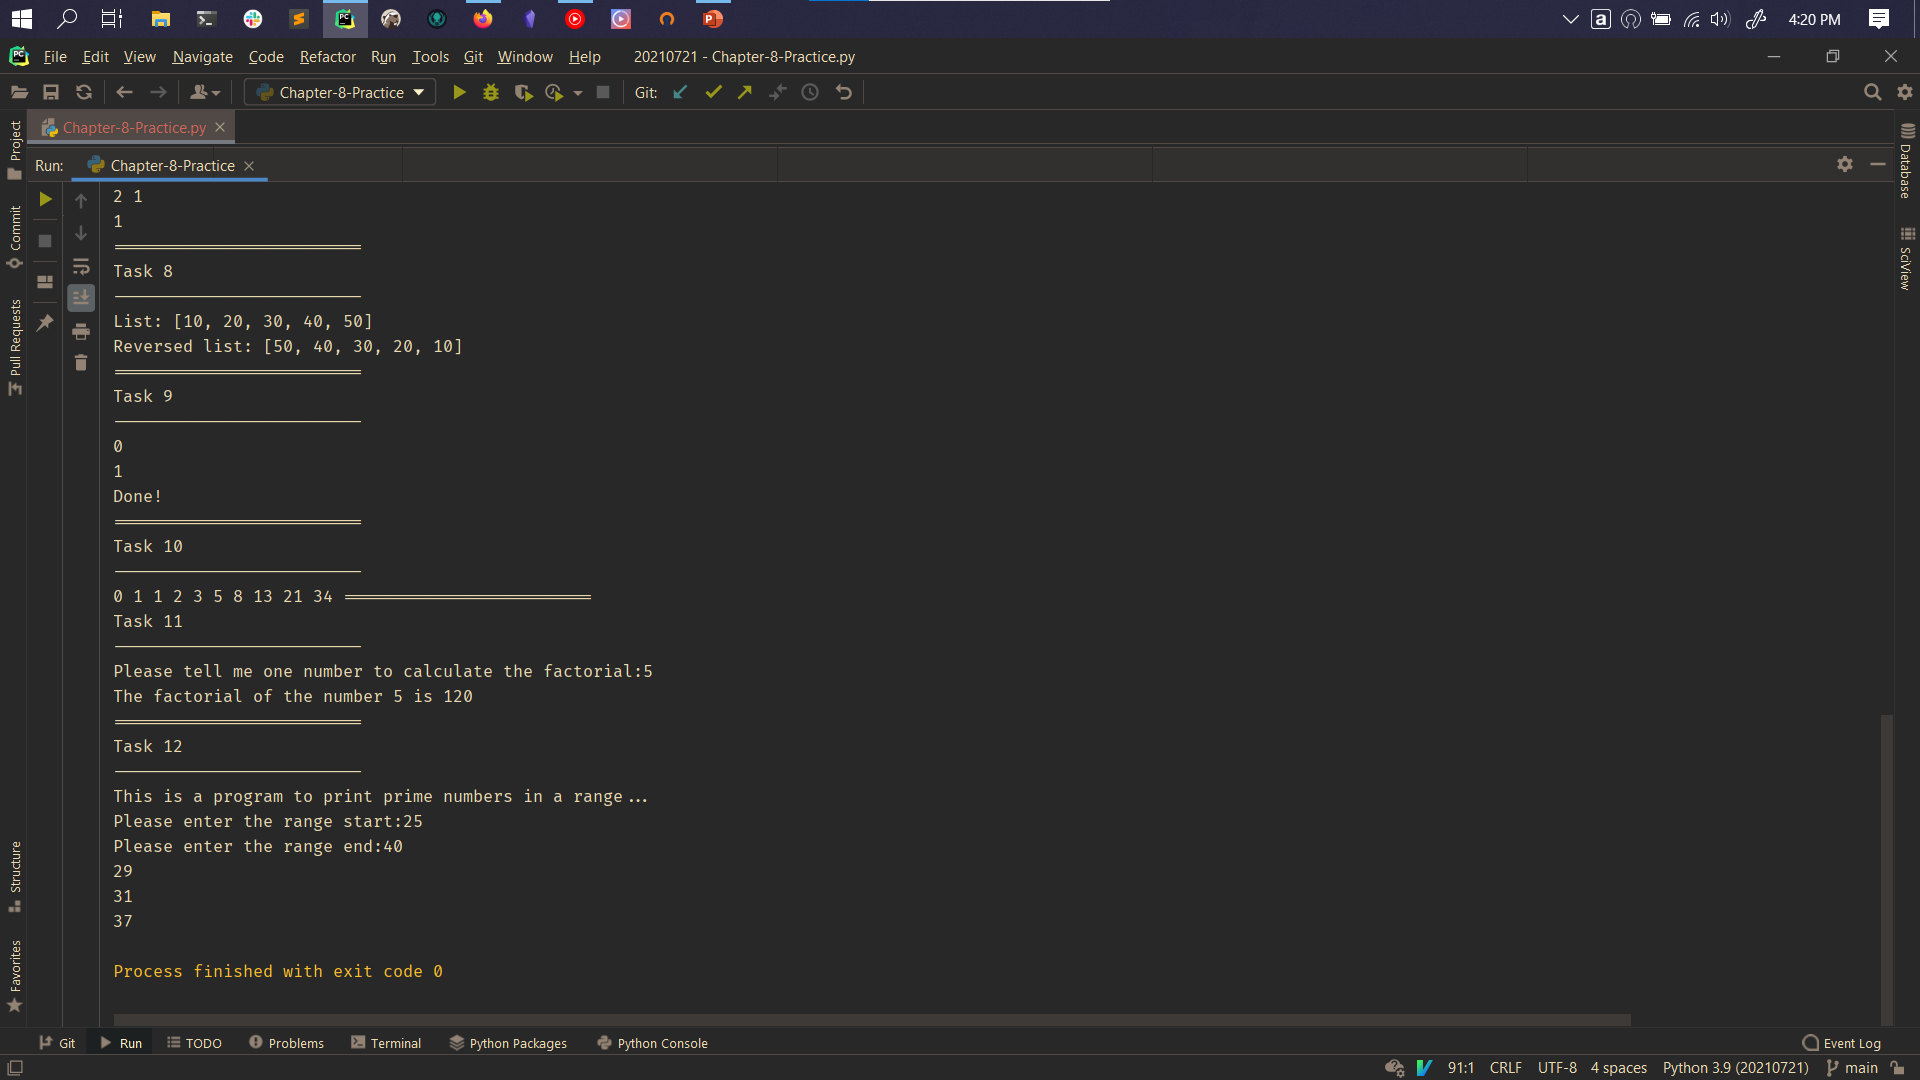 4:20 PM
File Edit View Navigate Code Refactor Run Tools Git Window Help 20210721 - Chapter-8-Practice.py
Chapter-8-Practice Git:
Chapter-8-Practice.py
Run: Chapter-8-Practice
Project
Commit
Pull Requests
Structure
Favorites
Database
SciView
2 1
1
=========================
Task 8
-------------------------
List: [10, 20, 30, 40, 50]
Reversed list: [50, 40, 30, 20, 10]
=========================
Task 9
-------------------------
0
1
Done!
=========================
Task 10
-------------------------
0 1 1 2 3 5 8 13 21 34 =========================
Task 11
-------------------------
Please tell me one number to calculate the factorial:5
The factorial of the number 5 is 120
=========================
Task 12
-------------------------
This is a program to print prime numbers in a range...
Please enter the range start:25
Please enter the range end:40
29
31
37
Process finished with exit code 0
Git Run TODO Problems Terminal Python Packages Python Console Event Log
91:1 CRLF UTF-8 4 spaces Python 3.9 (20210721) main